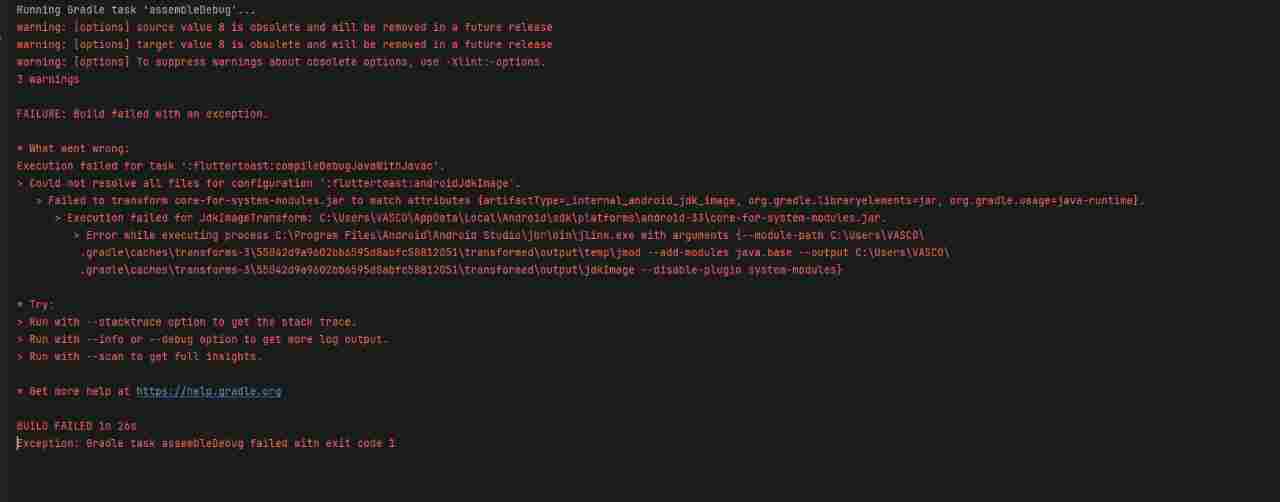 Running Gradle task 'assembleDebug'...
warning: [options] source value 8 is obsolete and will be removed in a future release
warning: [options] target value 8 is obsolete and will be removed in a future release
warning: [options] To suppress warnings about obsolete options, use -Xlint:-options.
3 warnings
FAILURE: Build failed with an exception.
* What went wrong:
Execution failed for task ':fluttertoast:compileDebugJavaWithJavac'.
> Could not resolve all files for configuration ':fluttertoast:androidJdkImage'.
> Failed to transform core-for-system-modules.jar to match attributes {artifactType=_internal_android_jdk_image, org.gradle.libraryelements=jar, org.gradle.usage=java-runtime}.
> Execution failed for JdkImageTransform: C:\Users\VASCO\AppData\Local\Android\sdk\platforms\android-33\core-for-system-modules.jar.
> Error while executing process C:\Program Files\Android\Android Studio\jbr\bin\jlink.exe with arguments {--module-path C:\Users\VASCO\
.gradle\caches\transforms-3\55842d9a9602bb6595d8abfc58812051\transformed\output\temp\jmod --add-modules java.base --output C:\Users\VASCO\
.gradle\caches\transforms-3\55842d9a9602bb6595d8abfc58812051\transformed\output\jdkImage --disable-plugin system-modules}
* Try:
> Run with --stacktrace option to get the stack trace.
> Run with --info or --debug option to get more log output.
> Run with --scan to get full insights.
* Get more help at https://help.gradle.org
BUILD FAILED in 26s
Exception: Gradle task assembleDebug failed with exit code 1